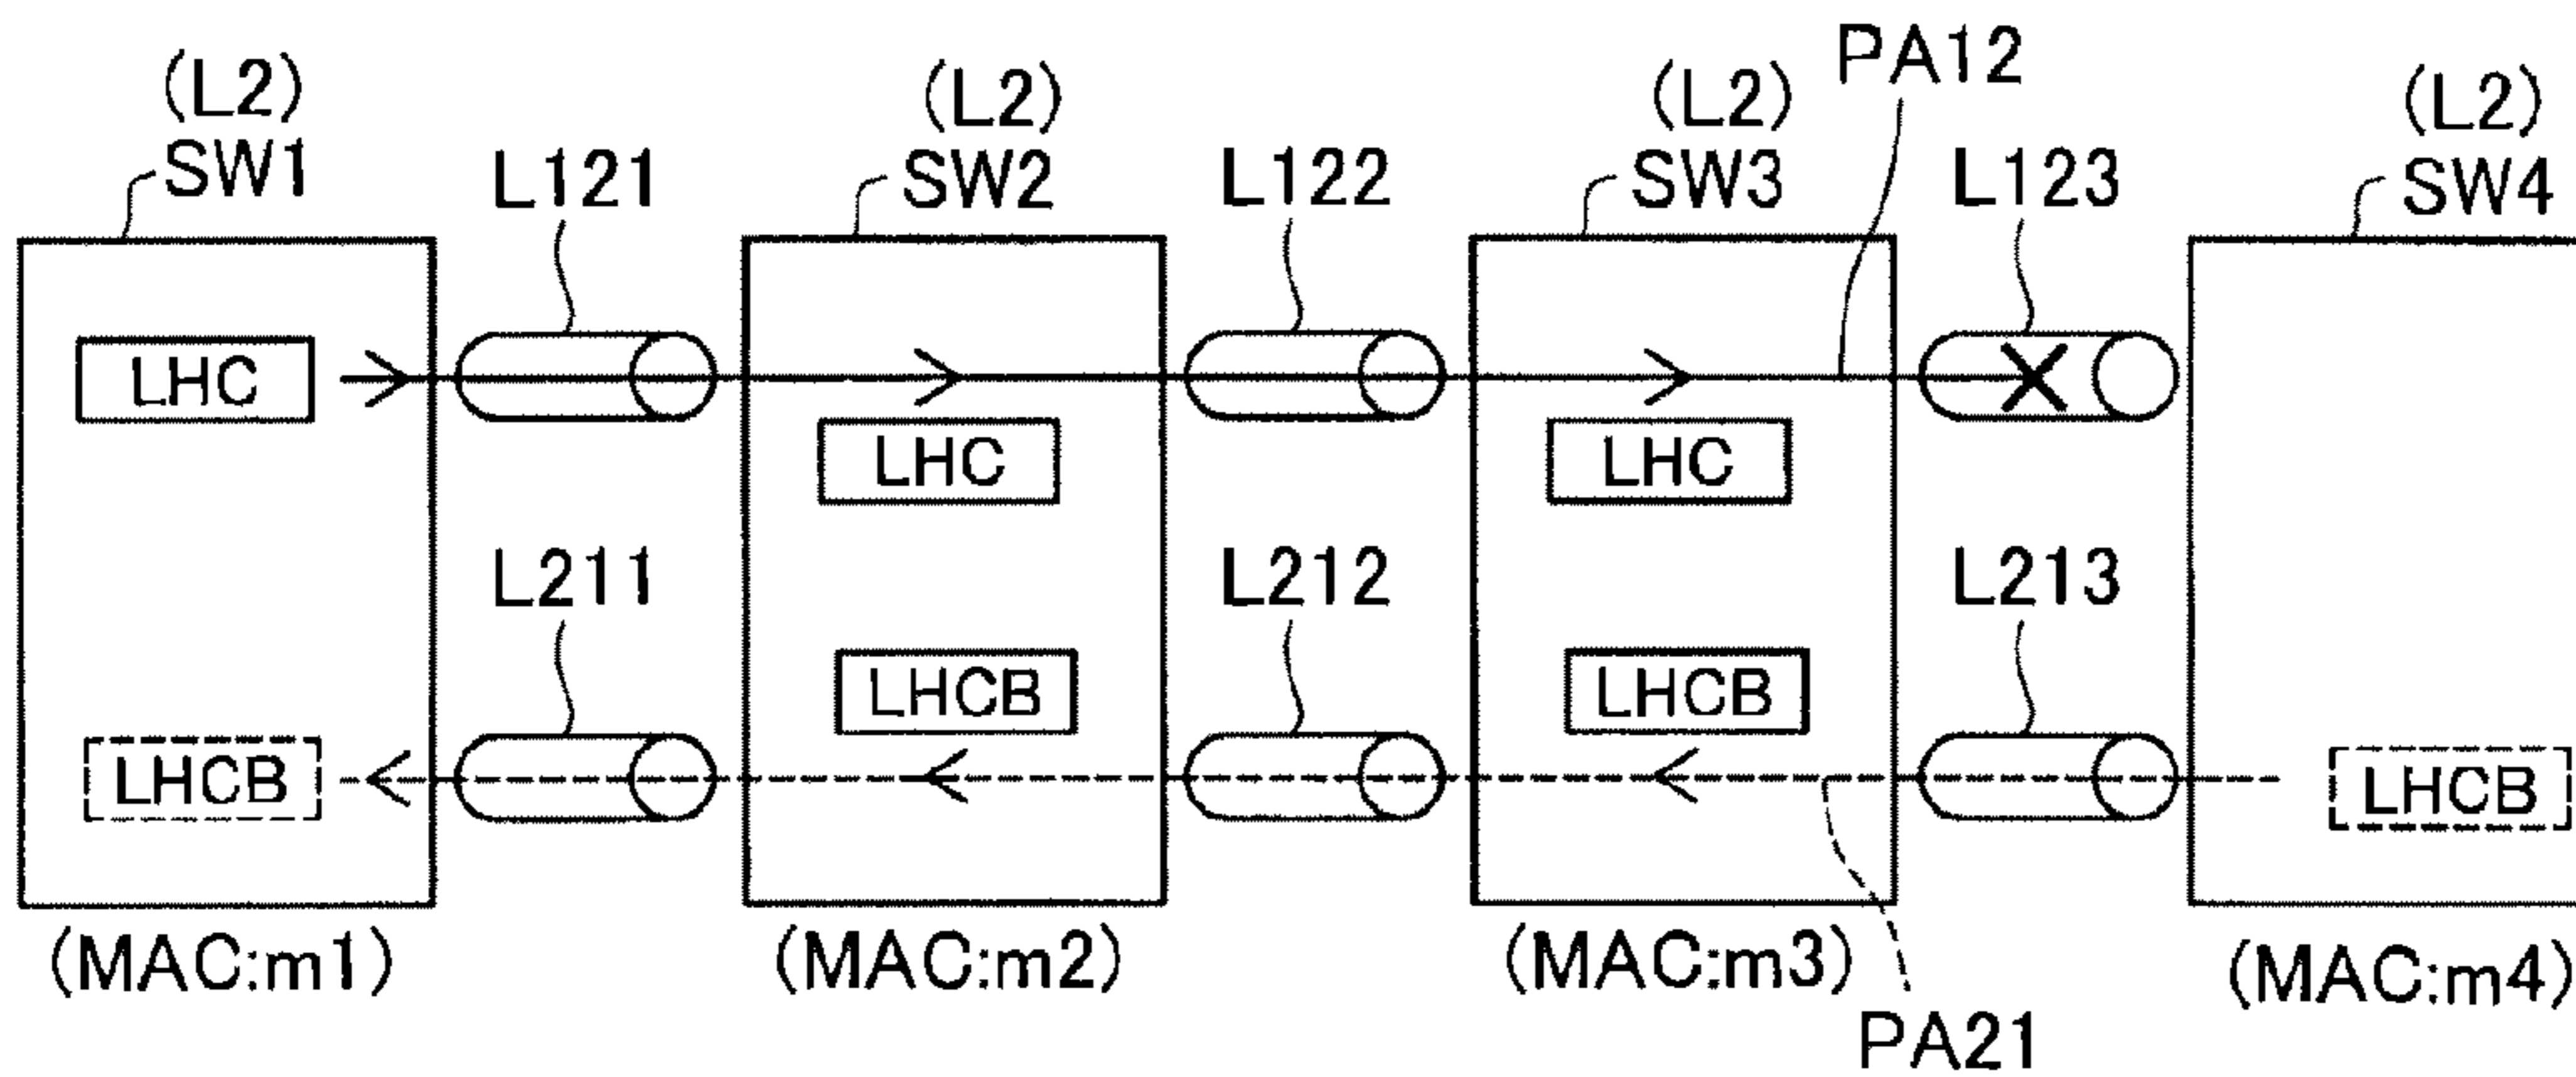 PA12
(L2)
SW1
L121
(L2)
SW2
L122
(L2)
SW3
L123
(L2)
SW4
LHC
LHC
LHC
L211
L212
L213
LHCB
LHCB
LHCB
LHCB
(MAC:m1)
(MAC:m2)
(MAC:m3)
(MAC:m4)
PA21